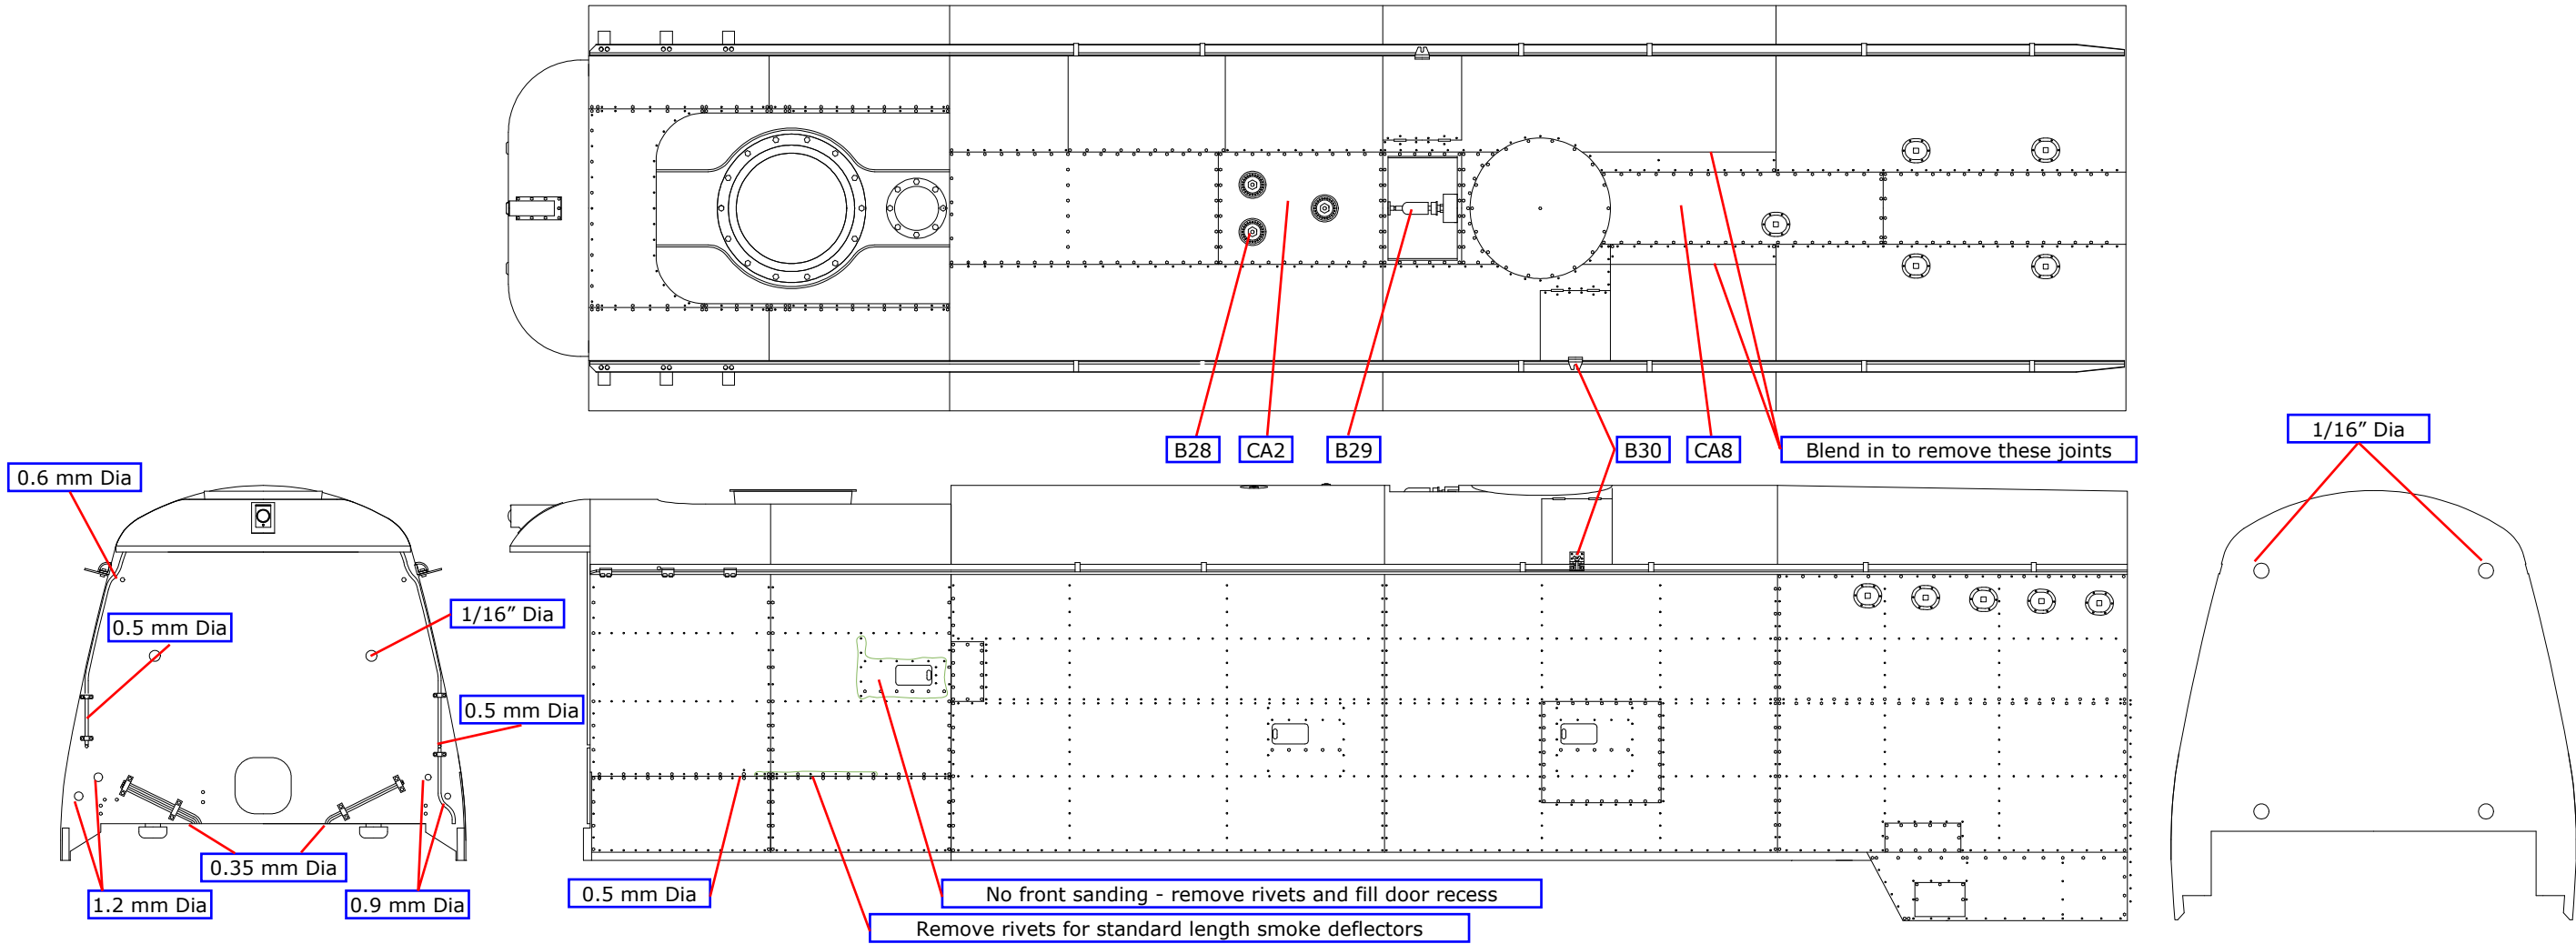 B28
CA2
B29
B30
CA8
Blend in to remove these joints
1/16” Dia
0.6 mm Dia
0.5 mm Dia
1/16” Dia
0.5 mm Dia
0.35 mm Dia
1.2 mm Dia
0.9 mm Dia
0.5 mm Dia
No front sanding - remove rivets and fill door recess
Remove rivets for standard length smoke deflectors